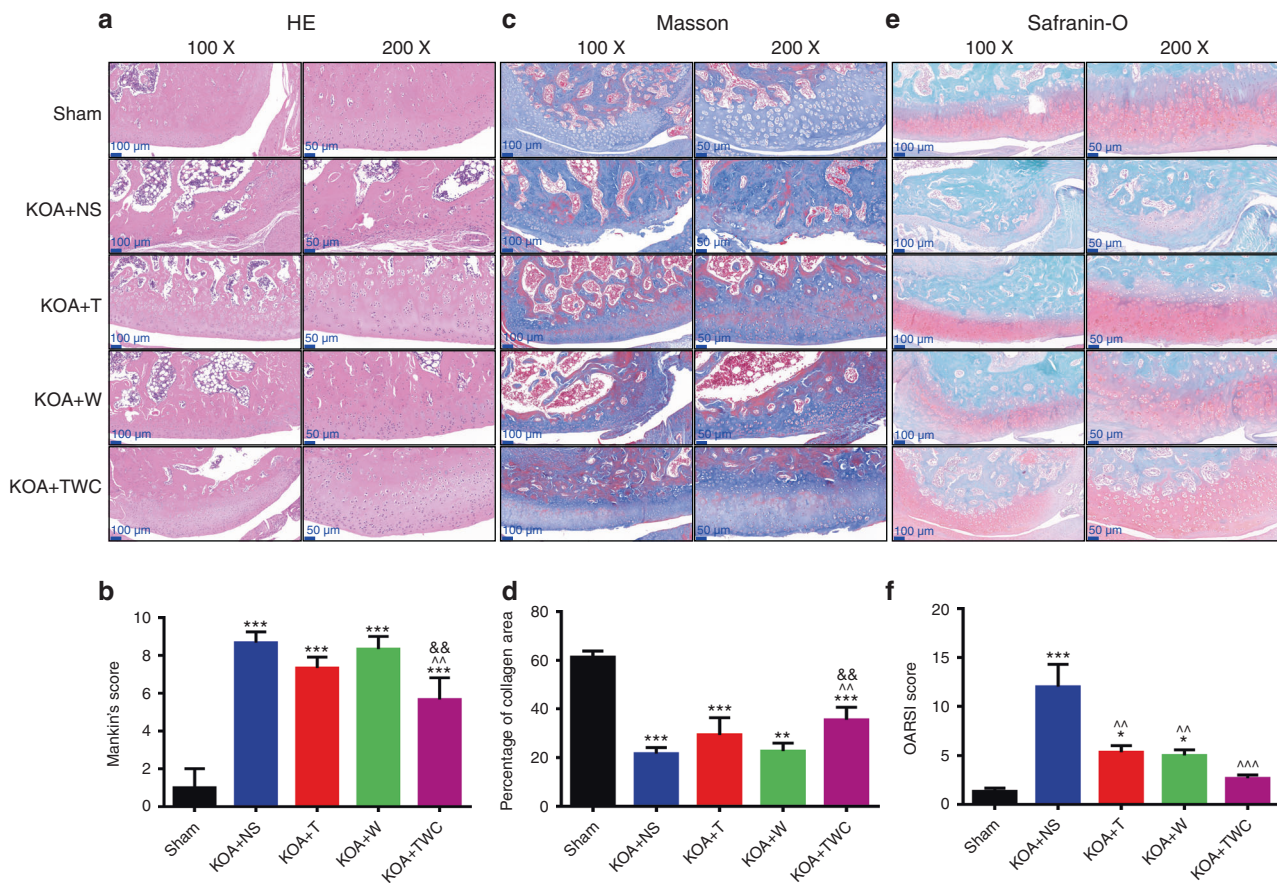 a HE c Masson e Safranin-O
100 X 200 X 100 X 200 X 100 X 200 X
Sham
100 µm 50 µm 100 µm 50 µm 100 µm 50 µm
KOA+NS
100 µm 50 µm 100 µm 50 µm 100 µm 50 µm
KOA+T
100 µm 50 µm 100 µm 50 µm 100 µm 50 µm
KOA+W
100 µm 50 µm 100 µm 50 µm 100 µm 50 µm
KOA+TWC
100 µm 50 µm 100 µm 50 µm 100 µm 50 µm
b
Mankin's score
10
8
6
4
2
0
***
***
***
&&
^^
***
Sham KOA+NS KOA+T KOA+W KOA+TWC
d
Percentage of collagen area
80
60
40
20
0
***
***
**
&&
^^
***
Sham KOA+NS KOA+T KOA+W KOA+TWC
f
OARSI score
20
15
10
5
0
***
^^
*
^^
*
^^^
Sham KOA+NS KOA+T KOA+W KOA+TWC